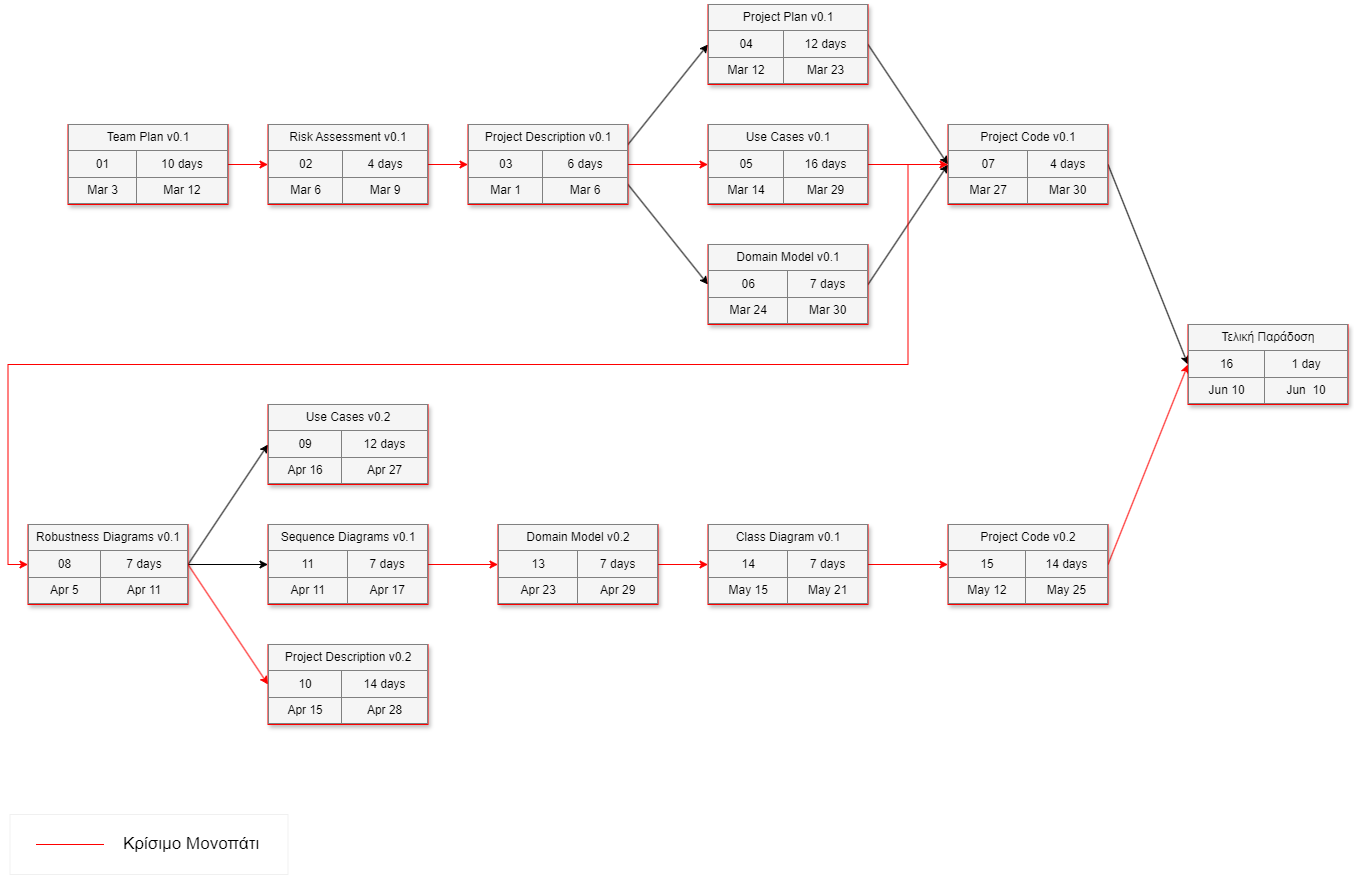 Project Plan v0.1
04 12 days
Mar 12 Mar 23
Team Plan v0.1
01 10 days
Mar 3 Mar 12
Risk Assessment v0.1
02 4 days
Mar 6 Mar 9
Project Description v0.1
03 6 days
Mar 1 Mar 6
Use Cases v0.1
05 16 days
Mar 14 Mar 29
Project Code v0.1
07 4 days
Mar 27 Mar 30
Domain Model v0.1
06 7 days
Mar 24 Mar 30
Τελική Παράδοση
16 1 day
Jun 10 Jun 10
Use Cases v0.2
09 12 days
Apr 16 Apr 27
Robustness Diagrams v0.1
08 7 days
Apr 5 Apr 11
Sequence Diagrams v0.1
11 7 days
Apr 11 Apr 17
Domain Model v0.2
13 7 days
Apr 23 Apr 29
Class Diagram v0.1
14 7 days
May 15 May 21
Project Code v0.2
15 14 days
May 12 May 25
Project Description v0.2
10 14 days
Apr 15 Apr 28
Κρίσιμο Μονοπάτι